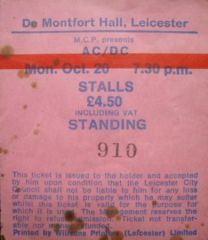 De Montfort Hall, Leicester
M.C.P. presents
AC/DC
Mon. Oct. 20 7.30 p.m.
STALLS
£4.50
INCLUDING VAT
STANDING
910
This ticket is issued to the holder and accepted
by him upon condition that the Leicester City
Council shall not be liable to him for any loss
or damage to his property which he may suffer
whilst this ticket is valid for the purpose for
which it is used. The Management reserves the
right to refuse admission. Ticket not transfer-
able nor money refunded.
Printed by Willsons Printers (Leicester) Limited